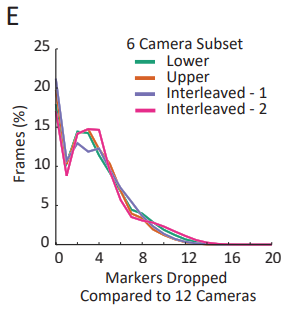 E
6 Camera Subset
Lower
Upper
Interleaved - 1
Interleaved - 2
Frames (%)
25
20
15
10
5
0
0 4 8 12 16 20
Markers Dropped
Compared to 12 Cameras